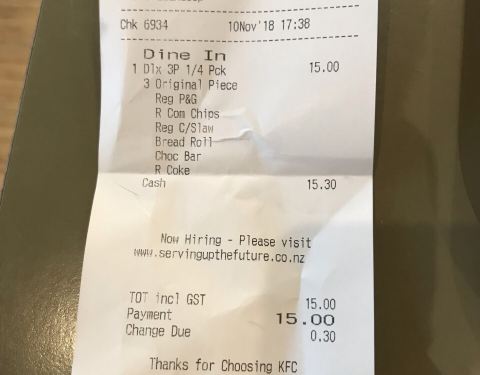 Chk 6934 10Nov'18 17:38
Dine In
1 Dlx 3P 1/4 Pck 15.00
3 Original Piece
Reg P&G
R Com Chips
Reg C/Slaw
Bread Roll
Choc Bar
R Coke
Cash 15.30
Now Hiring - Please visit
www.servingupthefuture.co.nz
TOT incl GST 15.00
Payment 15.00
Change Due 0.30
Thanks for Choosing KFC